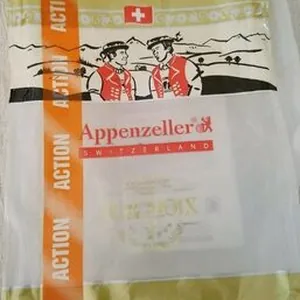 ACTION
ACTION
ACTION
ACTION
Appenzeller
SWITZERLAND